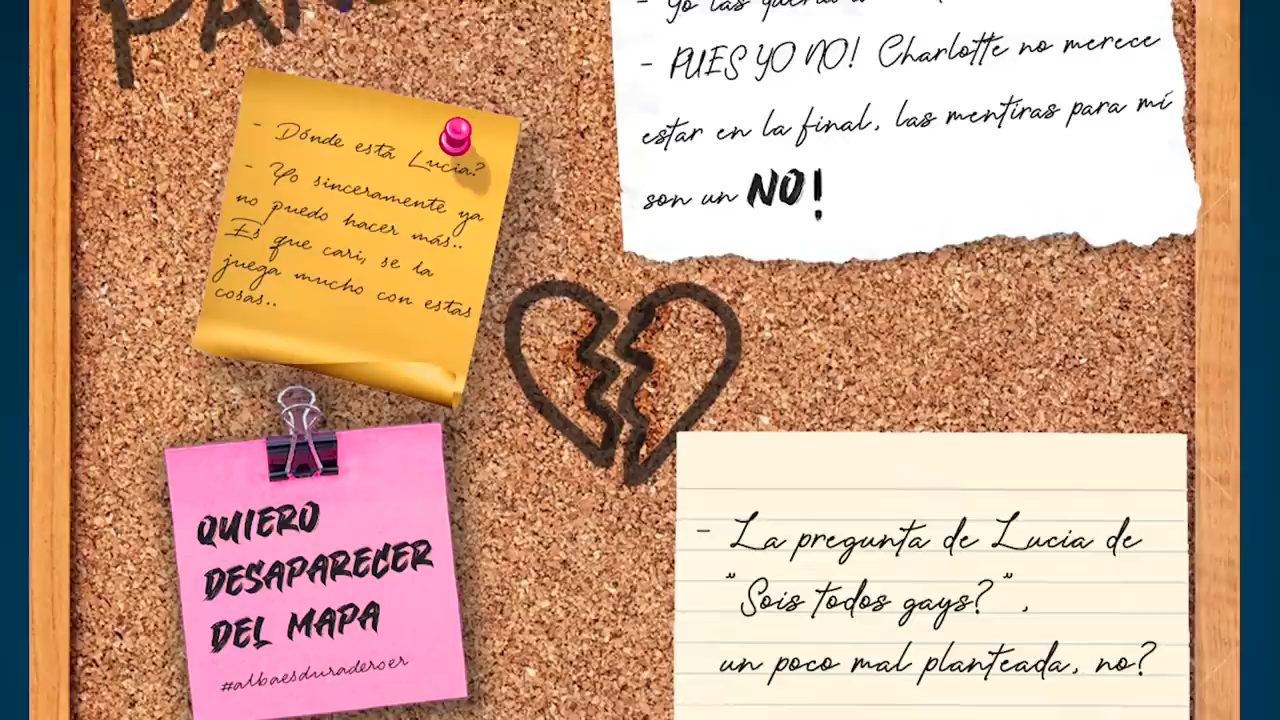 - PUES YO NO! Charlotte no merece
estar en la final, las mentiras para mí
son un NO!
- Dónde está Lucia?
- Yo sinceramente ya
no puedo hacer más..
Es que cari, se la
juega mucho con estas
cosas..
QUIERO
DESAPARECER
DEL MAPA
#albaesduraderoer
- La pregunta de Lucia de
"Sois todos gays?",
un poco mal planteada, no?